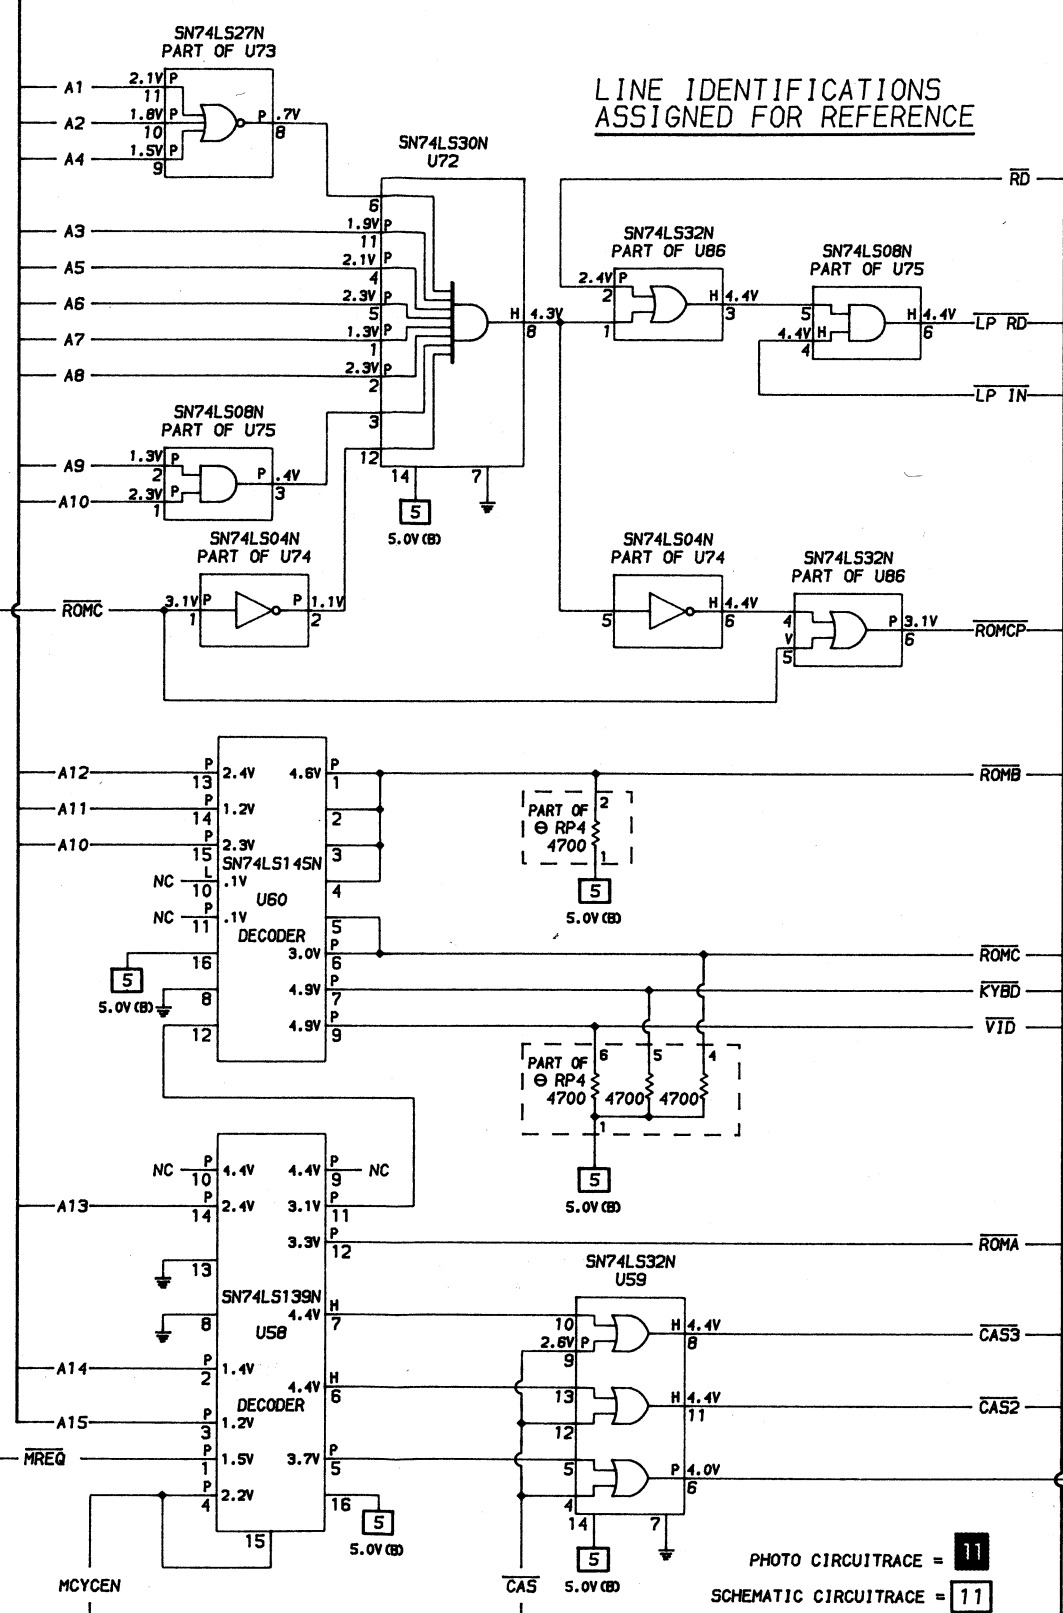 SN74LS27N
PART OF U73
LINE IDENTIFICATIONS
ASSIGNED FOR REFERENCE
A1 2.1V P 11
A2 1.8V P 10 P .7V 8
A4 1.5V P 9
SN74LS30N
U72
6
A3 1.9V P 11
A5 2.1V P 4
A6 2.3V P 5
A7 1.3V P 1
A8 2.3V P 2
3
12
H 4.3V 8
14 7
5
5.0V(B)
RD
SN74LS32N
PART OF U86
2.4V P 2
1
H 4.4V 3
SN74LS08N
PART OF U75
5
4.4V H 4
H 4.4V 6
LP RD
LP IN
SN74LS08N
PART OF U75
A9 1.3V P 2
A10 2.3V P 1
P .4V 3
SN74LS04N
PART OF U74
ROMC 3.1V P 1
P 1.1V 2
SN74LS04N
PART OF U74
5
H 4.4V 6
SN74LS32N
PART OF U86
4
V 5
P 3.1V 6
ROMCP
A12 P 13 2.4V 4.6V P 1 ROMB
A11 P 14 1.2V 2
A10 P 15 2.3V 3
SN74LS145N
NC L 10 .1V 4
U60
NC P 11 .1V 5
DECODER
16 3.0V P 6 ROMC
5
5.0V(B)
8 4.9V P 7 KYBD
12 4.9V P 9 VID
PART OF 2
⊖ RP4
4700
1
5
5.0V(B)
PART OF 6 5 4
⊖ RP4
4700 4700 4700
1
5
5.0V(B)
NC P 10 4.4V 4.4V P 9 NC
A13 P 14 2.4V 3.1V P 11
3.3V P 12 ROMA
13
SN74LS139N
8 4.4V H 7
U58
A14 P 2 1.4V
4.4V H 6
DECODER
A15 P 3 1.2V
MREQ P 1 1.5V 3.7V P 5
P 4 2.2V
16
15
5
5.0V(B)
MCYCEN
SN74LS32N
U59
10
2.6V P 9
H 4.4V 8
CAS3
13
12
H 4.4V 11
CAS2
5
4
P 4.0V 6
14 7
5
5.0V(B)
CAS
PHOTO CIRCUITRACE = 11
SCHEMATIC CIRCUITRACE = 11